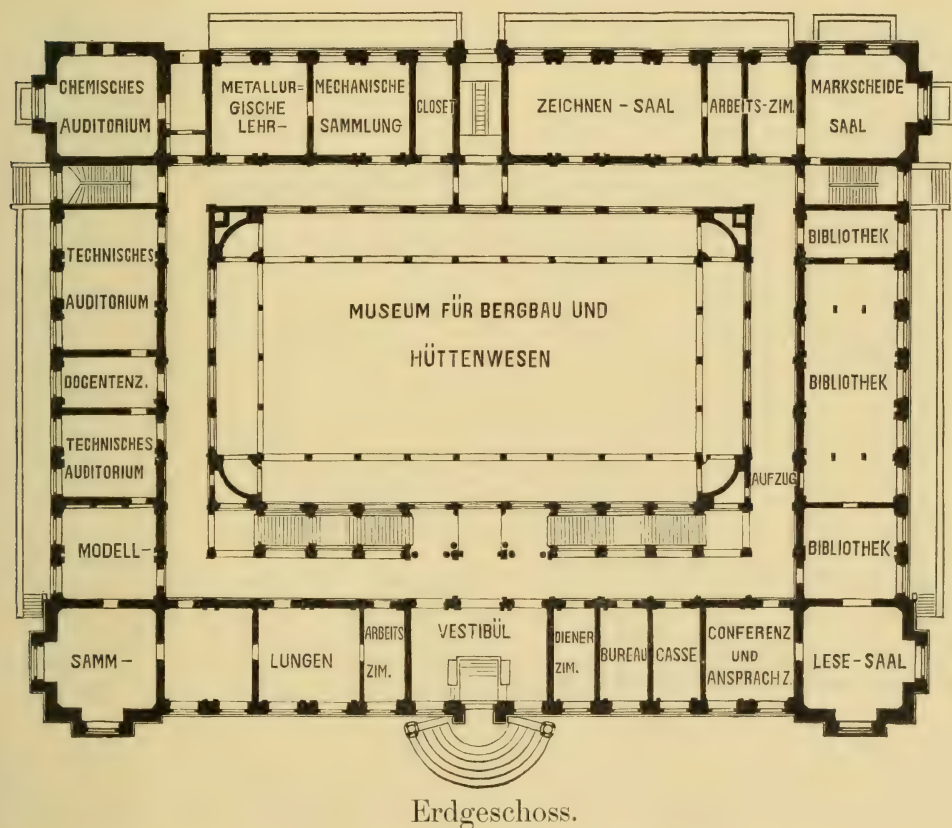 CHEMISCHES
AUDITORIUM
METALLUR=
GISCHE
LEHR-
MECHANISCHE
SAMMLUNG
CLOSET
ZEICHNEN-SAAL
ARBEITS-ZIM.
MARKSCHEIDE
SAAL
TECHNISCHES
AUDITORIUM
BIBLIOTHEK
MUSEUM FÜR BERGBAU UND
HÜTTENWESEN
DOCENTENZ.
BIBLIOTHEK
TECHNISCHES
AUDITORIUM
AUFZUG
MODELL-
BIBLIOTHEK
SAMM-
LUNGEN
ARBEITS
ZIM.
VESTIBÜL
DIENER
ZIM.
BUREAU
CASSE
CONFERENZ
UND
ANSPRACHZ.
LESE-SAAL
Erdgeschoss.